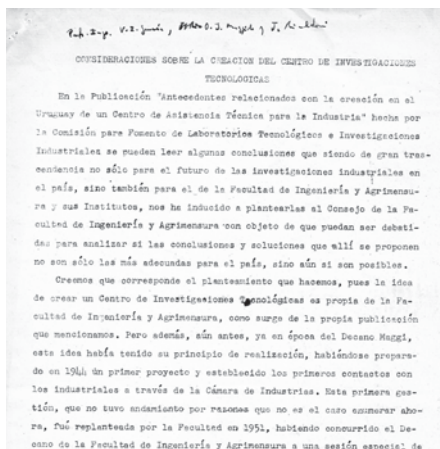 Profs. Ings. V. I. García, O. J. Maggiolo y J. Ricaldoni
CONSIDERACIONES SOBRE LA CREACION DEL CENTRO DE INVESTIGACIONES
TECNOLOGICAS
En la Publicación "Antecedentes relacionados con la creación en el
Uruguay de un Centro de Asistencia Técnica para la Industria" hecha por
la Comisión para Fomento de Laboratorios Tecnológicos e Investigaciones
Industriales se pueden leer algunas conclusiones que siendo de gran tras-
cendencia no sólo para el futuro de las investigaciones industriales en
el país, sino también para el de la Facultad de Ingeniería y Agrimensu-
ra y sus Institutos, nos ha inducido a plantearlas al Consejo de la Fa-
cultad de Ingeniería y Agrimensura con objeto de que puedan ser debati-
das para analizar si las conclusiones y soluciones que allí se proponen
no son sólo las más adecuadas para el país, sino aún si son posibles.
Creemos que corresponde el planteamiento que hacemos, pues la idea
de crear un Centro de Investigaciones Tecnológicas es propia de la Fa-
cultad de Ingeniería y Agrimensura, como surge de la propia publicación
que mencionamos. Pero además, aún antes, ya en época del Decano Maggi,
esta idea había tenido su principio de realización, habiéndose prepara-
do en 1944 un primer proyecto y establecido los primeros contactos con
los industriales a través de la Cámara de Industrias. Esta primera ges-
tión, que no tuvo andamiento por razones que no es el caso enumerar aho-
ra, fué replanteada por la Facultad en 1951, habiendo concurrido el De-
cano de la Facultad de Ingeniería y Agrimensura a una sesión especial de